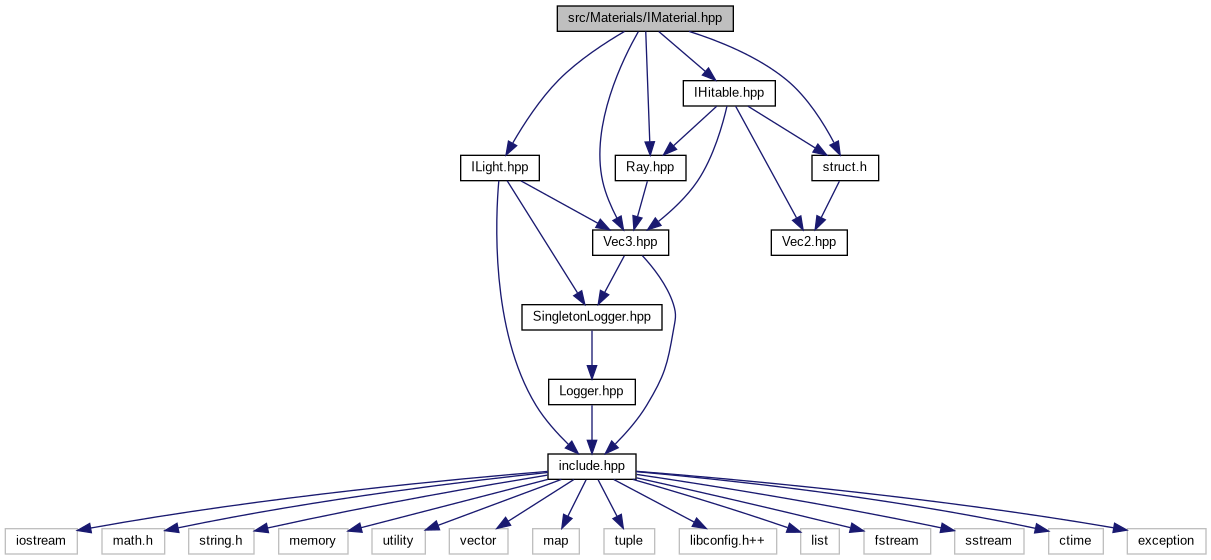 src/Materials/IMaterial.hpp
IHitable.hpp
ILight.hpp
Ray.hpp
struct.h
Vec3.hpp
Vec2.hpp
SingletonLogger.hpp
Logger.hpp
include.hpp
iostream
math.h
string.h
memory
utility
vector
map
tuple
libconfig.h++
list
fstream
sstream
ctime
exception